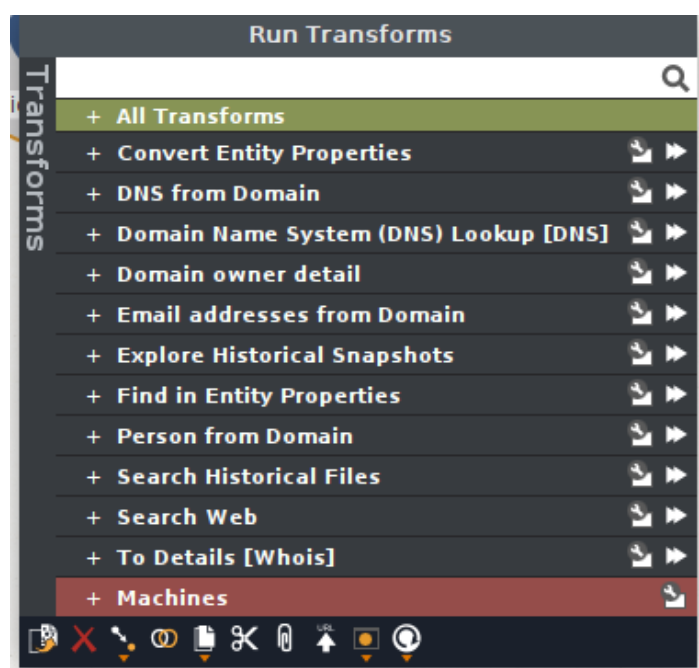 Run Transforms
Transforms
+ All Transforms
+ Convert Entity Properties
+ DNS from Domain
+ Domain Name System (DNS) Lookup [DNS]
+ Domain owner detail
+ Email addresses from Domain
+ Explore Historical Snapshots
+ Find in Entity Properties
+ Person from Domain
+ Search Historical Files
+ Search Web
+ To Details [Whois]
+ Machines
URL